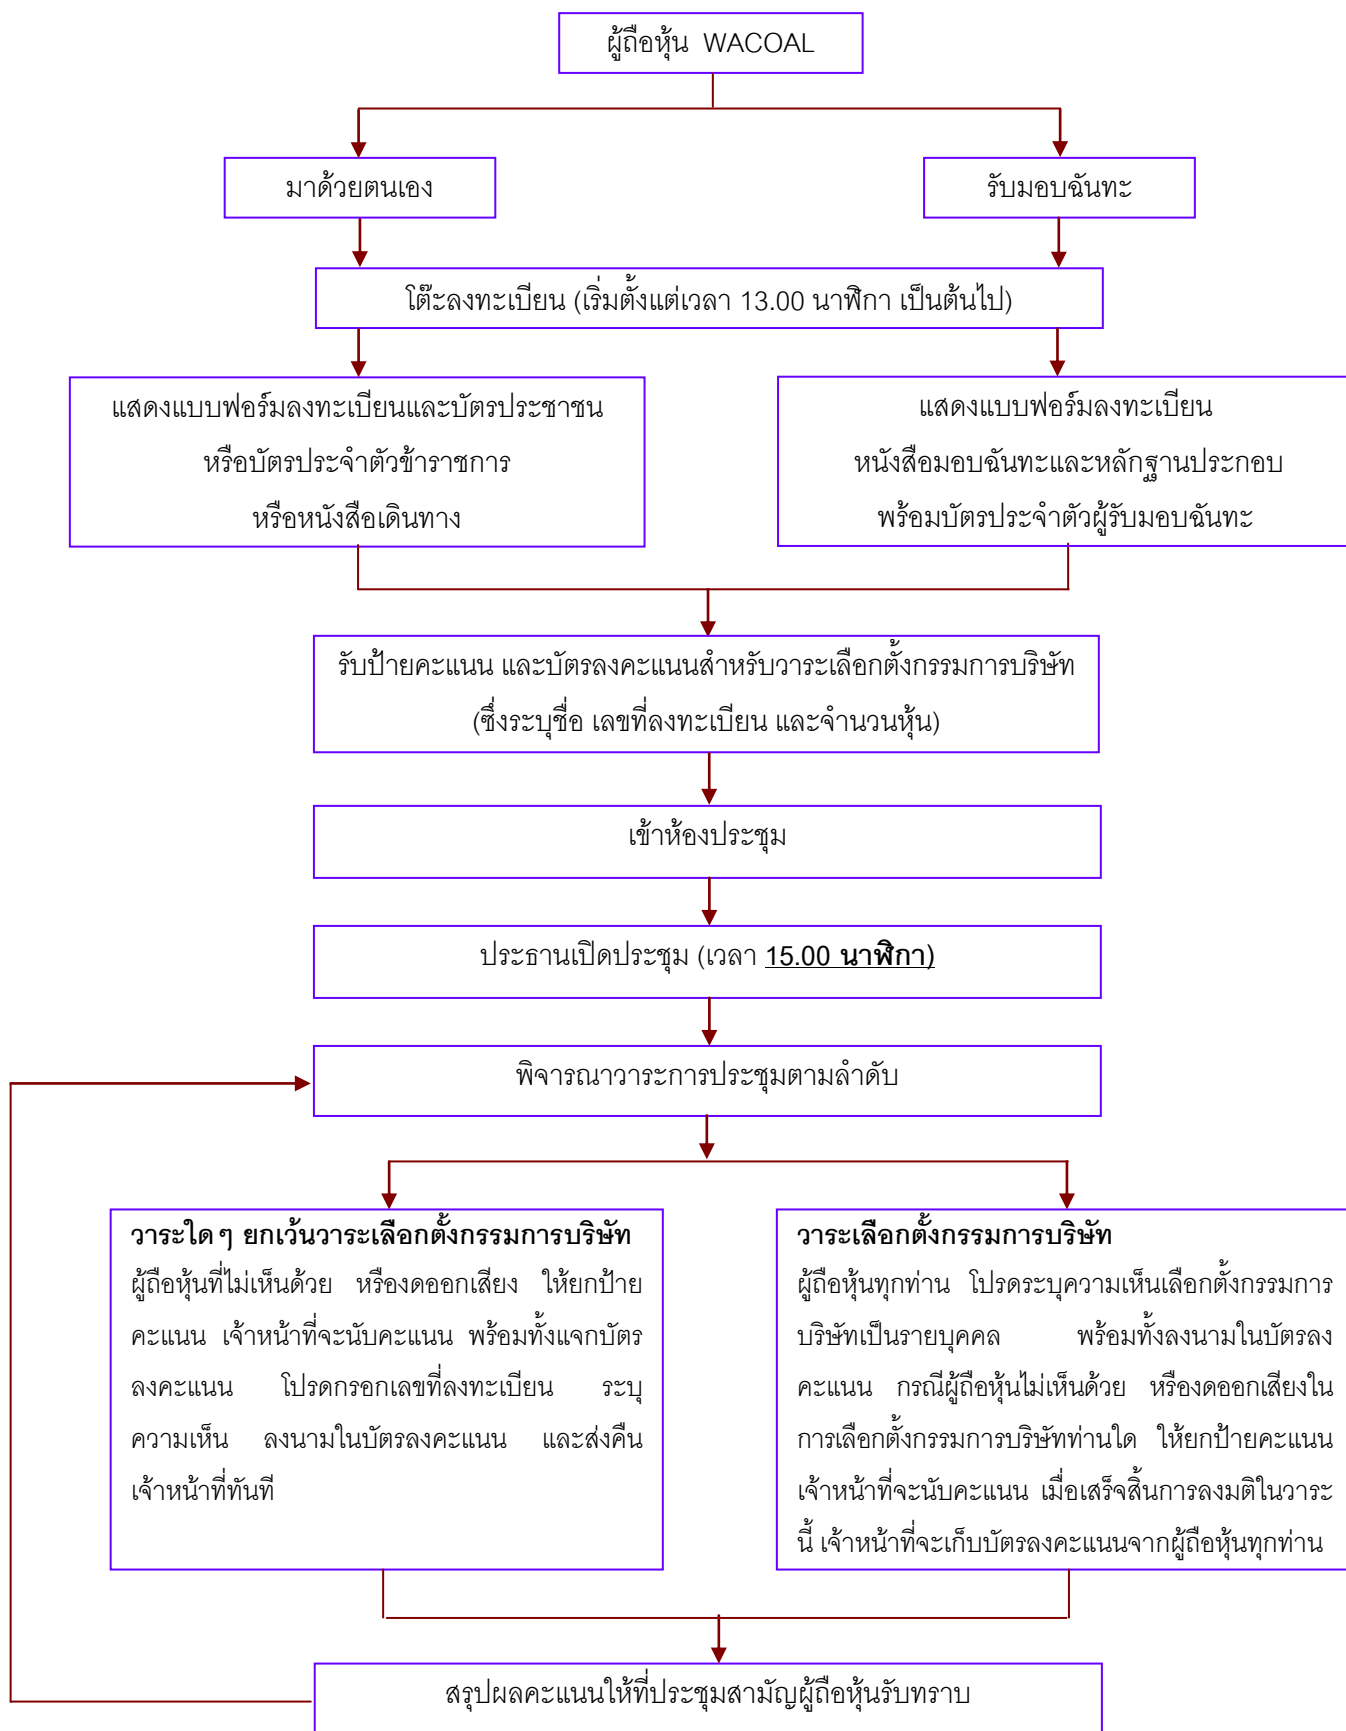 ผู้ถือหุ้น WACOAL
มาด้วยตนเอง
รับมอบฉันทะ
โต๊ะลงทะเบียน (เริ่มตั้งแต่เวลา 13.00 นาฬิกา เป็นต้นไป)
แสดงแบบฟอร์มลงทะเบียนและบัตรประชาชน
หรือบัตรประจำตัวข้าราชการ
หรือหนังสือเดินทาง
แสดงแบบฟอร์มลงทะเบียน
หนังสือมอบฉันทะและหลักฐานประกอบ
พร้อมบัตรประจำตัวผู้รับมอบฉันทะ
รับป้ายคะแนน และบัตรลงคะแนนสำหรับวาระเลือกตั้งกรรมการบริษัท
(ซึ่งระบุชื่อ เลขที่ลงทะเบียน และจำนวนหุ้น)
เข้าห้องประชุม
ประธานเปิดประชุม (เวลา 15.00 นาฬิกา)
พิจารณาวาระการประชุมตามลำดับ
วาระใด ๆ ยกเว้นวาระเลือกตั้งกรรมการบริษัท
ผู้ถือหุ้นที่ไม่เห็นด้วย หรืองดออกเสียง ให้ยกป้าย
คะแนน เจ้าหน้าที่จะนับคะแนน พร้อมทั้งแจกบัตร
ลงคะแนน โปรดกรอกเลขที่ลงทะเบียน ระบุ
ความเห็น ลงนามในบัตรลงคะแนน และส่งคืน
เจ้าหน้าที่ทันที
วาระเลือกตั้งกรรมการบริษัท
ผู้ถือหุ้นทุกท่าน โปรดระบุความเห็นเลือกตั้งกรรมการ
บริษัทเป็นรายบุคคล พร้อมทั้งลงนามในบัตรลง
คะแนน กรณีผู้ถือหุ้นไม่เห็นด้วย หรืองดออกเสียงใน
การเลือกตั้งกรรมการบริษัทท่านใด ให้ยกป้ายคะแนน
เจ้าหน้าที่จะนับคะแนน เมื่อเสร็จสิ้นการลงมติในวาระ
นี้ เจ้าหน้าที่จะเก็บบัตรลงคะแนนจากผู้ถือหุ้นทุกท่าน
สรุปผลคะแนนให้ที่ประชุมสามัญผู้ถือหุ้นรับทราบ